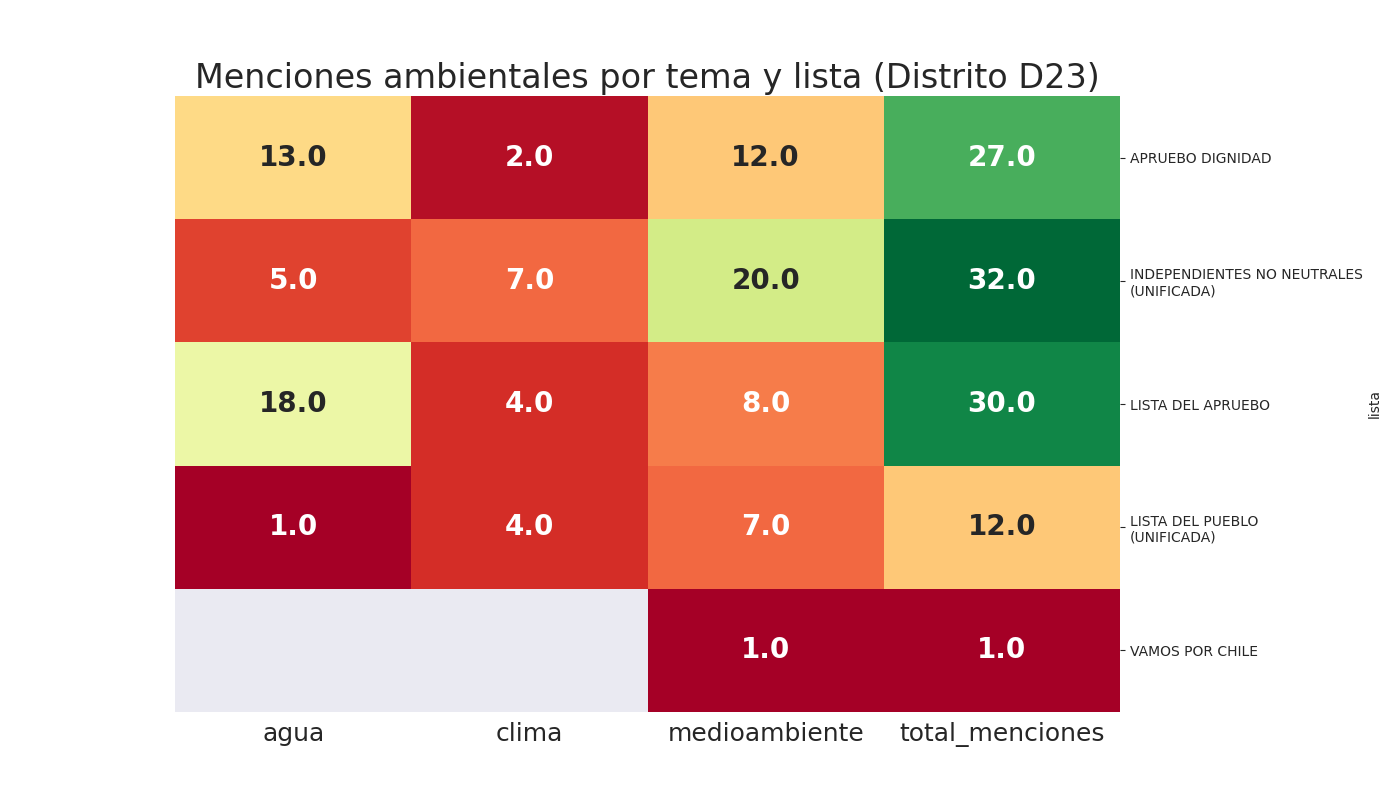 Menciones ambientales por tema y lista (Distrito D23)
13.0 2.0 12.0 27.0 APRUEBO DIGNIDAD
5.0 7.0 20.0 32.0 INDEPENDIENTES NO NEUTRALES
(UNIFICADA)
18.0 4.0 8.0 30.0 LISTA DEL APRUEBO
lista
1.0 4.0 7.0 12.0 LISTA DEL PUEBLO
(UNIFICADA)
1.0 1.0 VAMOS POR CHILE
agua clima medioambiente total_menciones